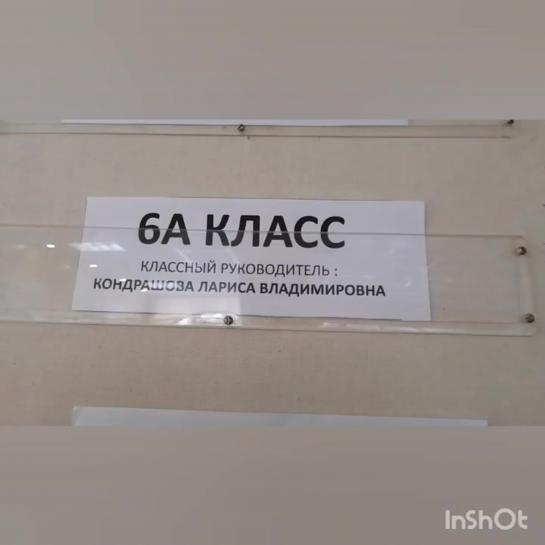 6А КЛАСС
КЛАССНЫЙ РУКОВОДИТЕЛЬ :
КОНДРАШОВА ЛАРИСА ВЛАДИМИРОВНА
InShOt